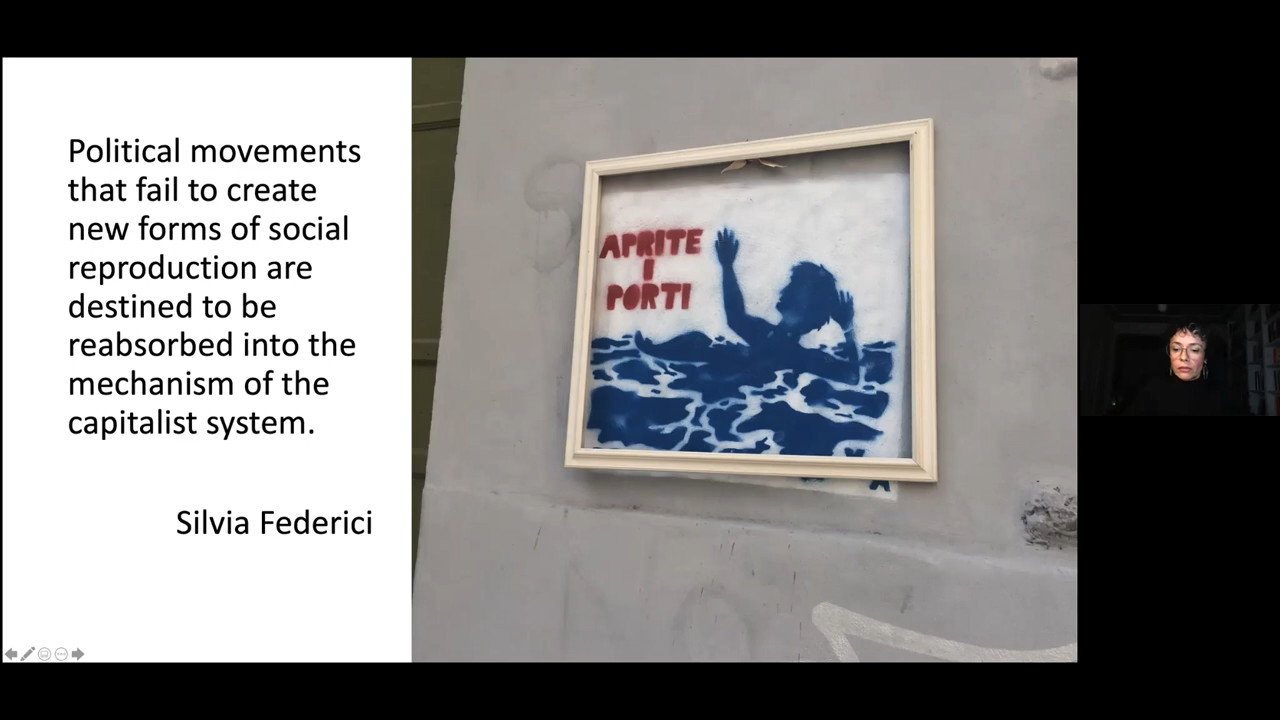 Political movements
that fail to create
new forms of social
reproduction are
destined to be
reabsorbed into the
mechanism of the
capitalist system.
Silvia Federici
APRITE
I
PORTI